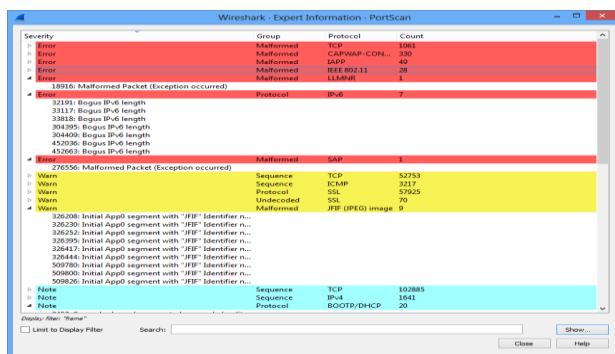 Wireshark · Expert Information · PortScan
Severity Group Protocol Count
Error Malformed TCP 1061
Error Malformed CAPWAP-CON... 330
Error Malformed IAPP 49
Error Malformed IEEE 802.11 28
Error Malformed LLMNR 1
18916: Malformed Packet (Exception occurred)
Error Protocol IPv6 7
32191: Bogus IPv6 length
33117: Bogus IPv6 length
33818: Bogus IPv6 length
304395: Bogus IPv6 length
304409: Bogus IPv6 length
452036: Bogus IPv6 length
452663: Bogus IPv6 length
Error Malformed SAP 1
276556: Malformed Packet (Exception occurred)
Warn Sequence TCP 52753
Warn Sequence ICMP 3217
Warn Protocol SSL 57925
Warn Undecoded SSL 70
Warn Malformed JFIF (JPEG) image 9
326208: Initial App0 segment with "JFIF" Identifier n...
326230: Initial App0 segment with "JFIF" Identifier n...
326252: Initial App0 segment with "JFIF" Identifier n...
326395: Initial App0 segment with "JFIF" Identifier n...
326417: Initial App0 segment with "JFIF" Identifier n...
326444: Initial App0 segment with "JFIF" Identifier n...
509780: Initial App0 segment with "JFIF" Identifier n...
509800: Initial App0 segment with "JFIF" Identifier n...
509826: Initial App0 segment with "JFIF" Identifier n...
Note Sequence TCP 102885
Note Sequence IPv4 1641
Note Protocol BOOTP/DHCP 20
Display filter: "frame"
Limit to Display Filter Search: Show...
Close Help